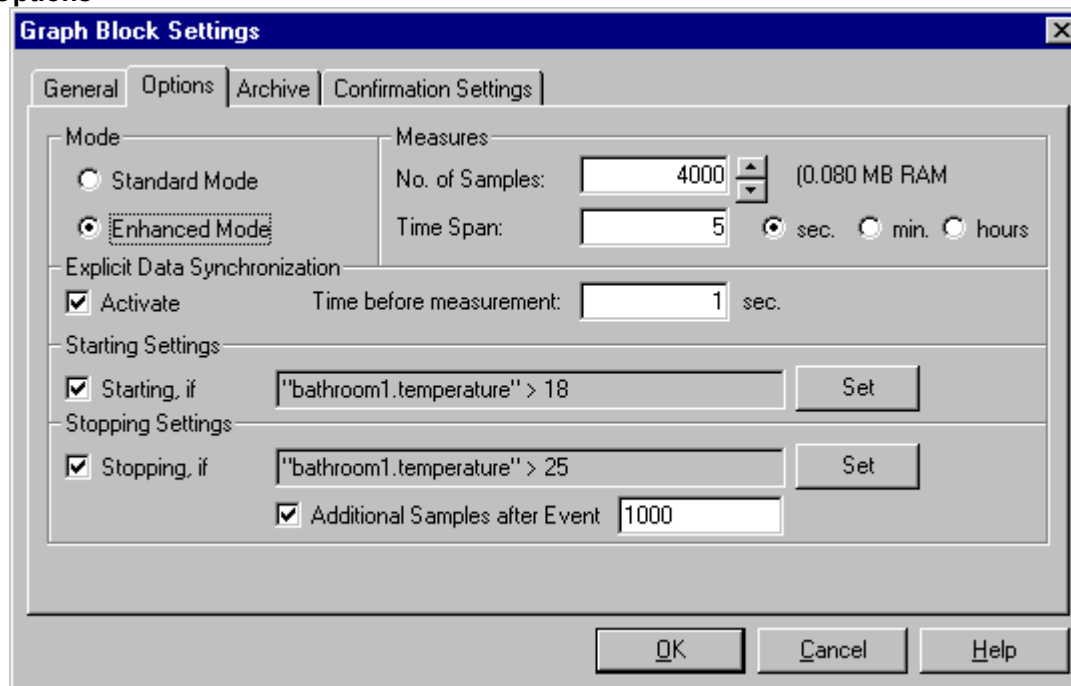 Options
Graph Block Settings
General Options Archive Confirmation Settings
Mode
Standard Mode
Enhanced Mode
Measures
No. of Samples: 4000 (0.080 MB RAM
Time Span: 5 sec. min. hours
Explicit Data Synchronization
Activate Time before measurement: 1 sec.
Starting Settings
Starting, if "bathroom1.temperature" > 18 Set
Stopping Settings
Stopping, if "bathroom1.temperature" > 25 Set
Additional Samples after Event 1000
OK Cancel Help